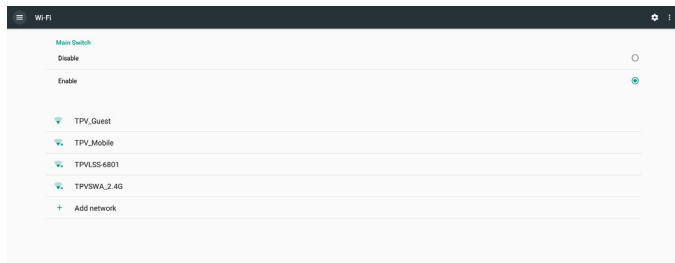 Wi-Fi
Main Switch
Disable
Enable
TPV_Guest
TPV_Mobile
TPVLSS-6801
TPVSWA_2.4G
+ Add network